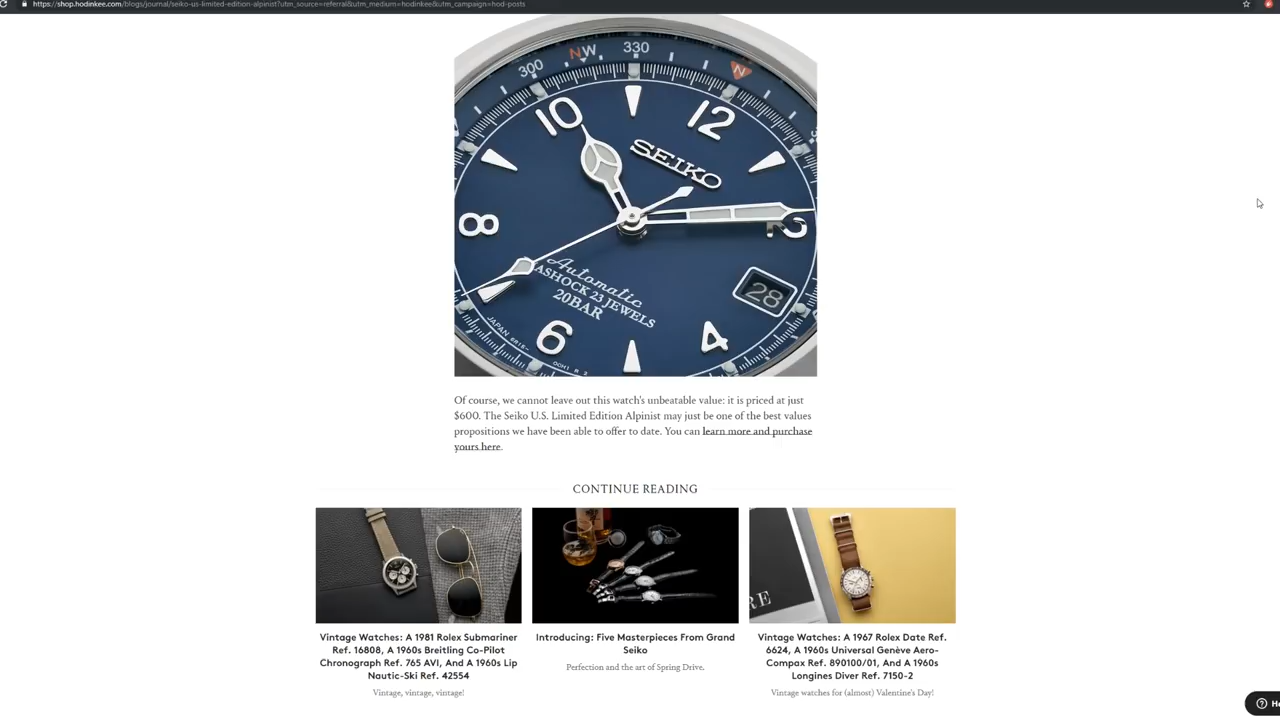 https://shop.hodinkee.com/blogs/journal/seiko-us-limited-edition-alpinist?utm_source=referral&utm_medium=hodinkee&utm_campaign=hod-posts
NW
330
300
N
10
12
SEIKO
8
3
Automatic
ASHOCK 23 JEWELS
20BAR
28
6
4
JAPAN 6R15-
Of course, we cannot leave out this watch's unbeatable value: it is priced at just
$600. The Seiko U.S. Limited Edition Alpinist may just be one of the best values
propositions we have been able to offer to date. You can learn more and purchase
yours here.
CONTINUE READING
Vintage Watches: A 1981 Rolex Submariner
Ref. 16808, A 1960s Breitling Co-Pilot
Chronograph Ref. 765 AVI, And A 1960s Lip
Nautic-Ski Ref. 42554
Vintage, vintage, vintage!
Introducing: Five Masterpieces From Grand
Seiko
Perfection and the art of Spring Drive.
RE
Vintage Watches: A 1967 Rolex Date Ref.
6624, A 1960s Universal Genève Aero-
Compax Ref. 890100/01, And A 1960s
Longines Diver Ref. 7150-2
Vintage watches for (almost) Valentine's Day!